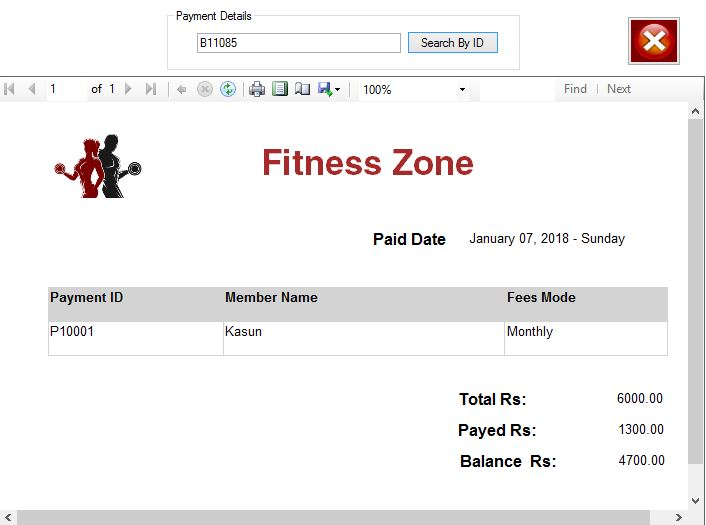 Payment Details
B11085 Search By ID
1 of 1 100% Find | Next
Fitness Zone
Paid Date January 07, 2018 - Sunday
Payment ID Member Name Fees Mode
P10001 Kasun Monthly
Total Rs: 6000.00
Payed Rs: 1300.00
Balance Rs: 4700.00